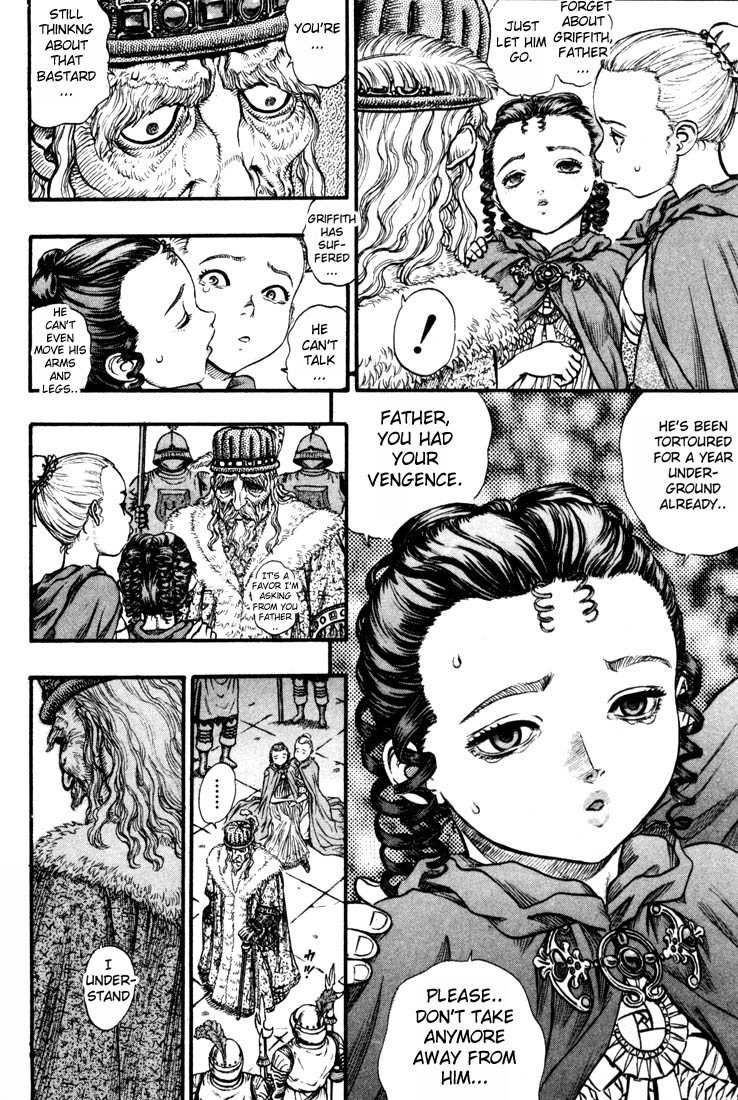 FORGET
ABOUT
GRIFFITH,
FATHER
...
JUST
LET HIM
GO.
YOU'RE
...
STILL
THINKNG
ABOUT
THAT
BASTARD
...
!
GRIFFITH
HAS
SUF-
FERED
...
HE
CAN'T
TALK
...
HE
CAN'T
EVEN
MOVE HIS
ARMS
AND
LEGS..
HE'S BEEN
TORTOURED
FOR A YEAR
UNDER-
GROUND
ALREADY..
FATHER,
YOU HAD
YOUR
VENGENCE.
PLEASE..
DON'T TAKE
ANYMORE
AWAY FROM
HIM...
IT'S A
FAVOR I'M
ASKING
FROM YOU
FATHER
..
......
カッ
I
UNDER-
STAND